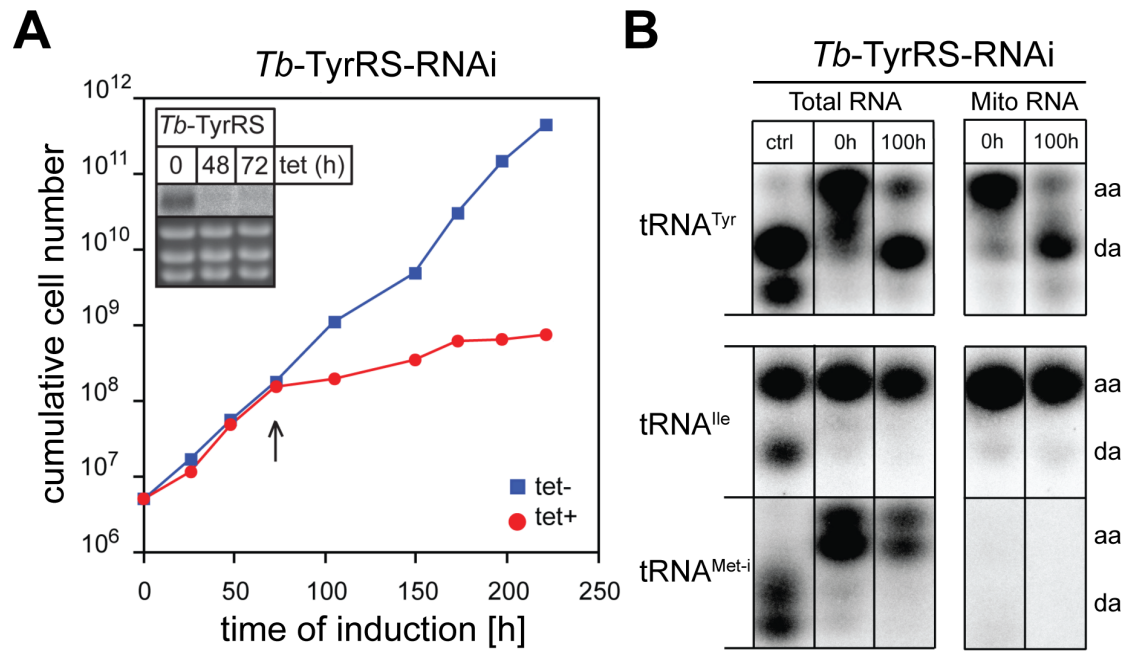 A
Tb-TyrRS-RNAi
cumulative cell number
10¹²
10¹¹
10¹⁰
10⁹
10⁸
10⁷
10⁶
Tb-TyrRS
0 48 72 tet (h)
tet-
tet+
0 50 100 150 200 250
time of induction [h]
B
Tb-TyrRS-RNAi
Total RNA Mito RNA
ctrl 0h 100h 0h 100h
tRNAᵀʸʳ
aa
da
tRNAᴵˡᵉ
aa
da
tRNAᴹᵉᵗ⁻ⁱ
aa
da